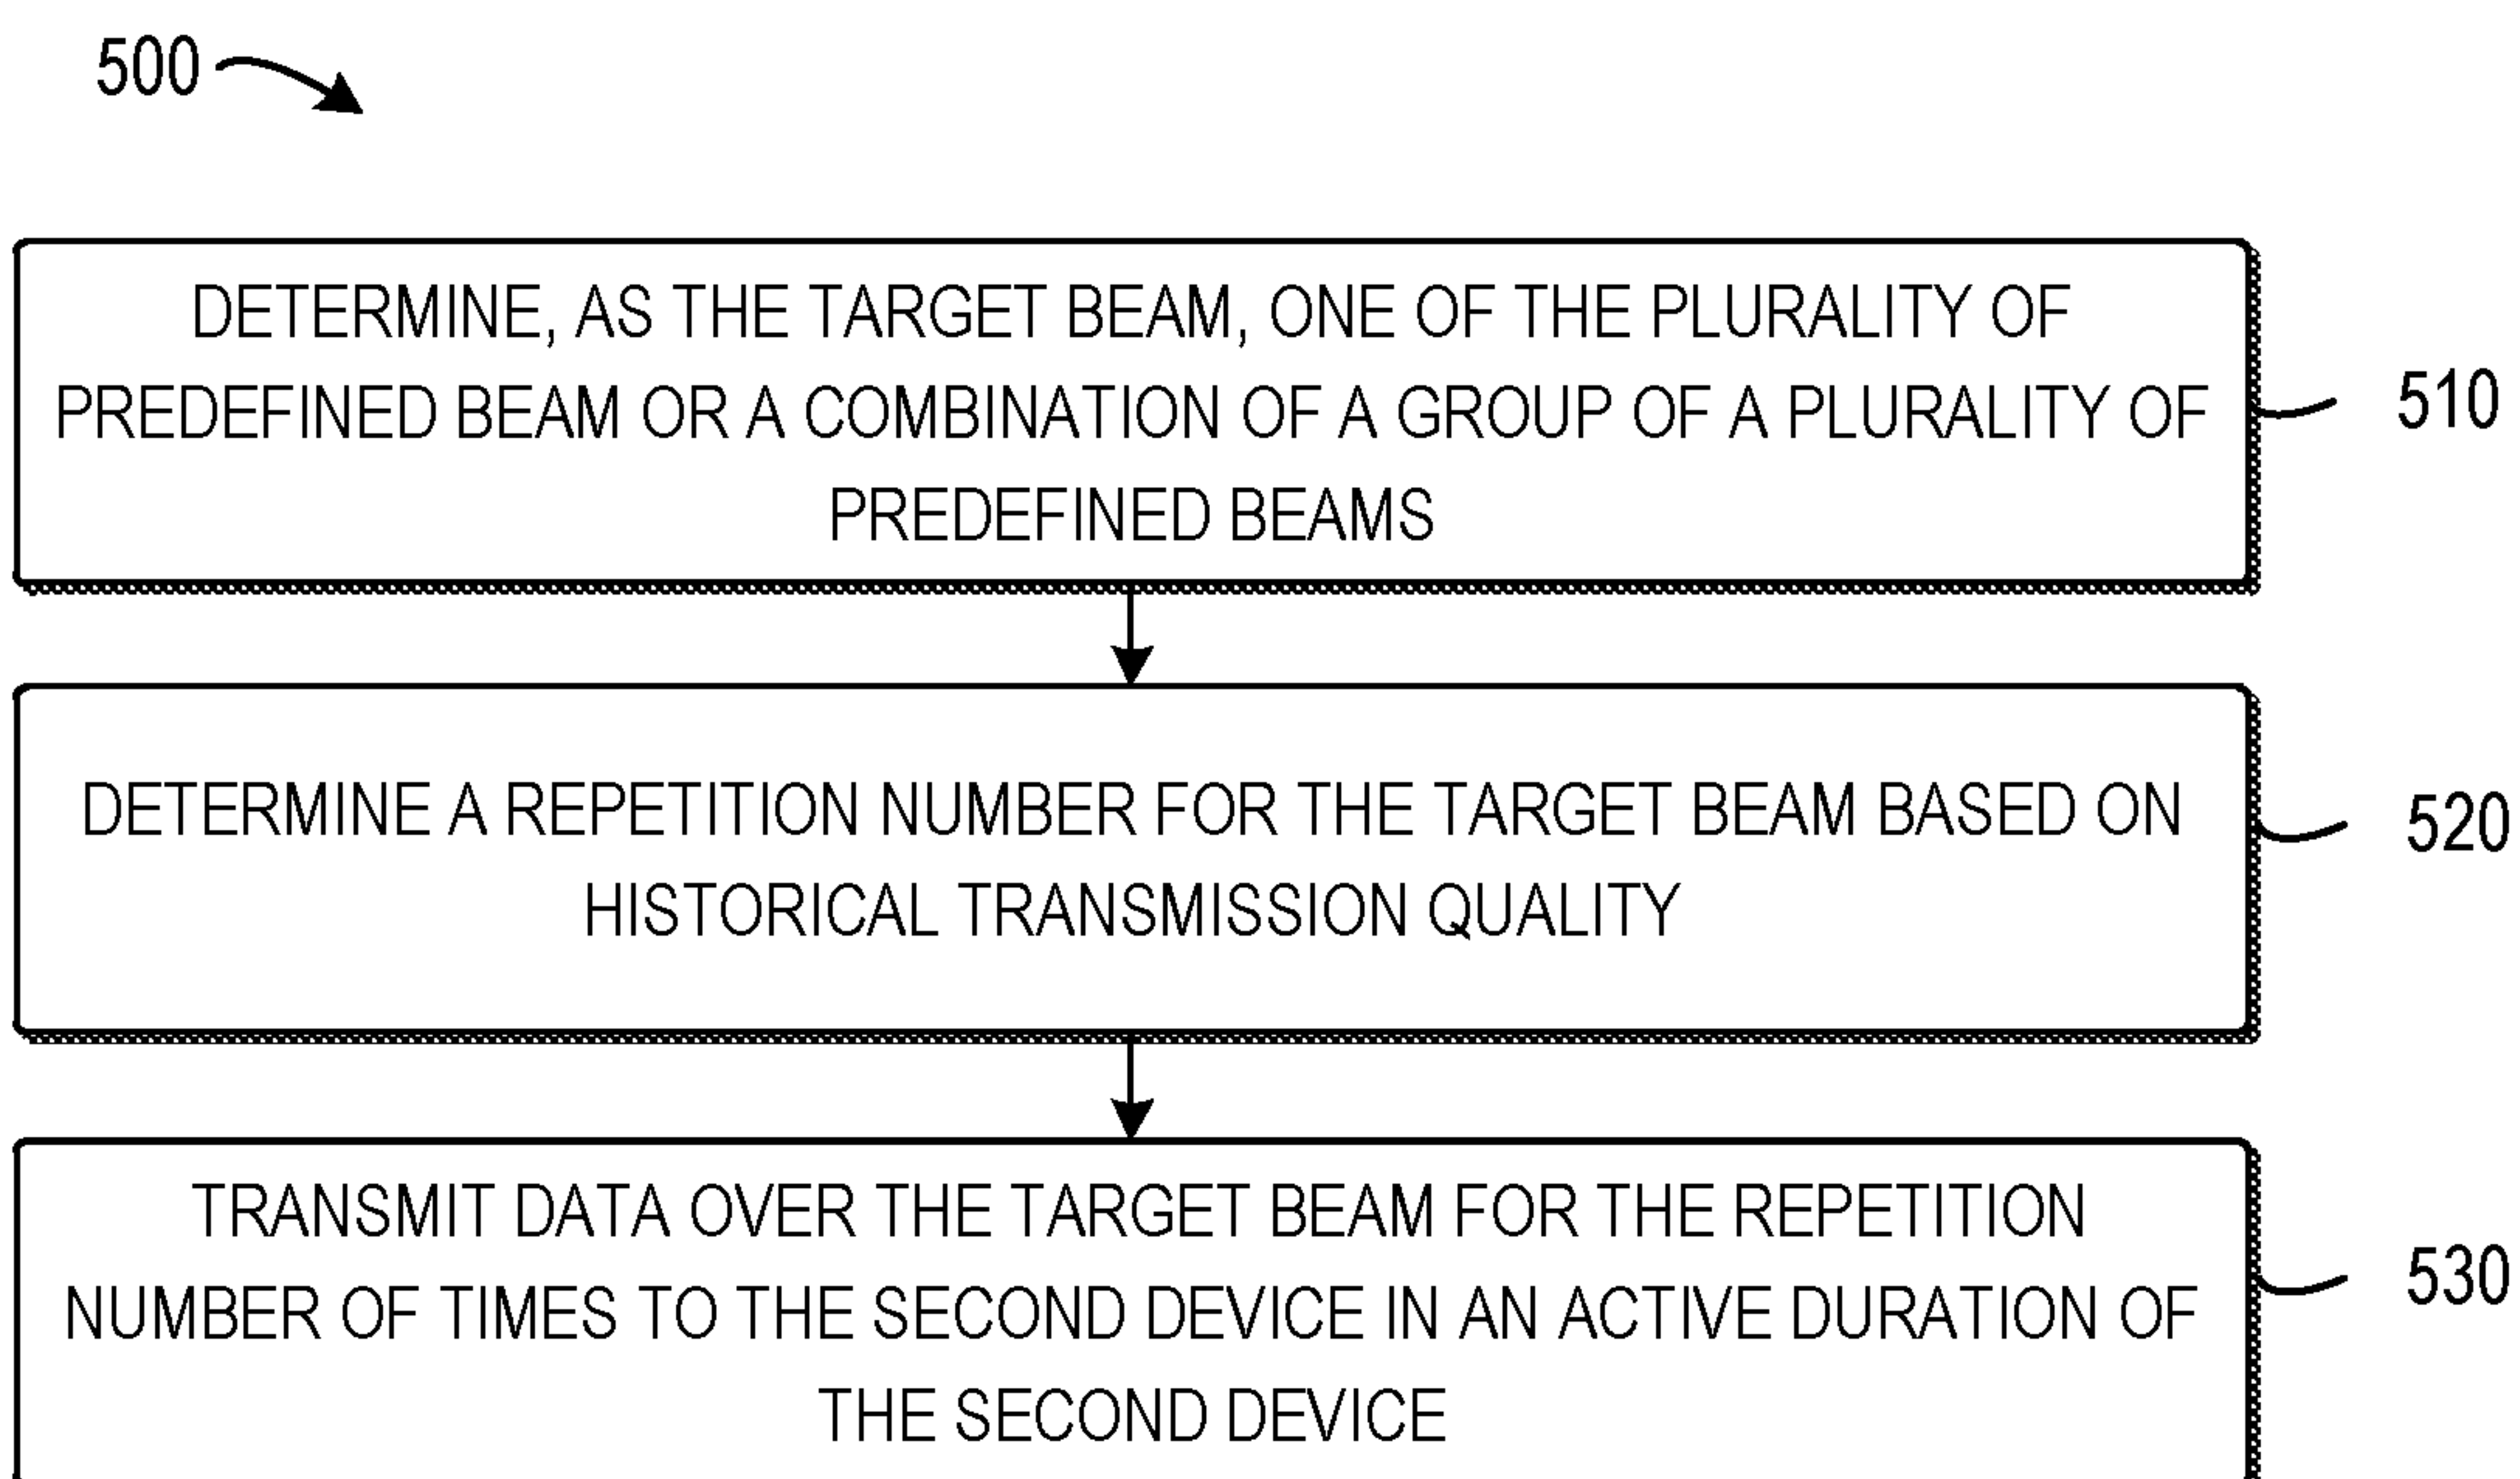 500
DETERMINE, AS THE TARGET BEAM, ONE OF THE PLURALITY OF
PREDEFINED BEAM OR A COMBINATION OF A GROUP OF A PLURALITY OF
PREDEFINED BEAMS
510
DETERMINE A REPETITION NUMBER FOR THE TARGET BEAM BASED ON
HISTORICAL TRANSMISSION QUALITY
520
TRANSMIT DATA OVER THE TARGET BEAM FOR THE REPETITION
NUMBER OF TIMES TO THE SECOND DEVICE IN AN ACTIVE DURATION OF
THE SECOND DEVICE
530